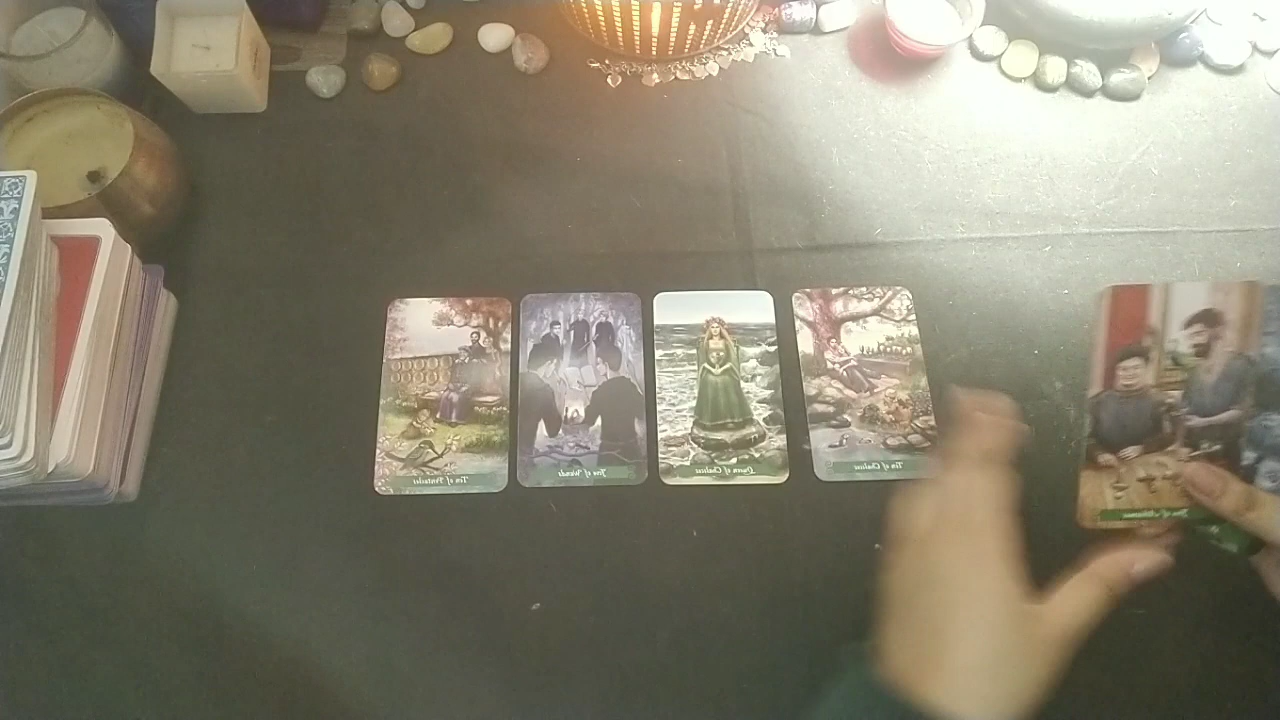 Ten of Pentacles
Five of Wands
Queen of Chalices
Ten of Chalices